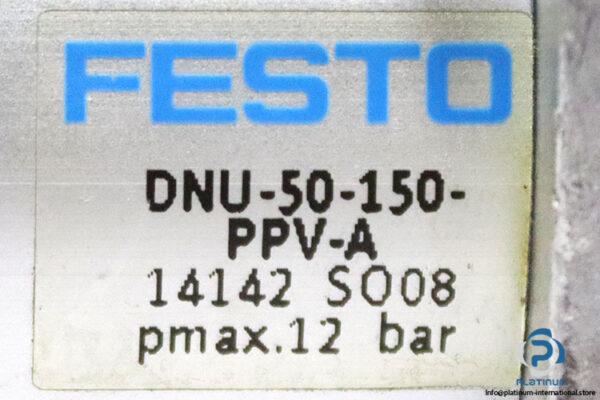 FESTO
DNU-50-150-
PPV-A
14142 SO08
pmax.12 bar
PLATINUM
Info@platinum-international.store